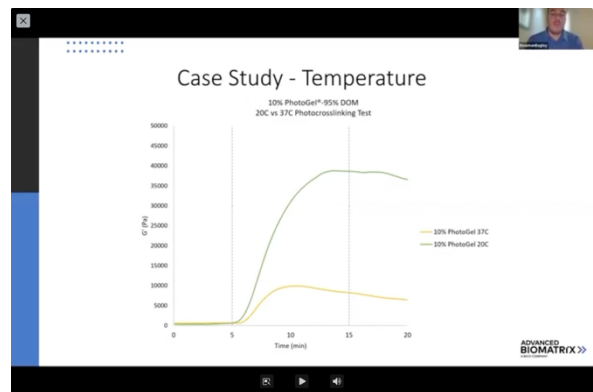 Case Study - Temperature
10% PhotoGel®-95% DOM
20C vs 37C Photocrosslinking Test
50000
45000
40000
35000
30000
25000
20000
15000
10000
5000
0
G' (Pa)
0 5 10 15 20
Time (min)
10% PhotoGel 37C
10% PhotoGel 20C
ADVANCED
BIOMATRIX